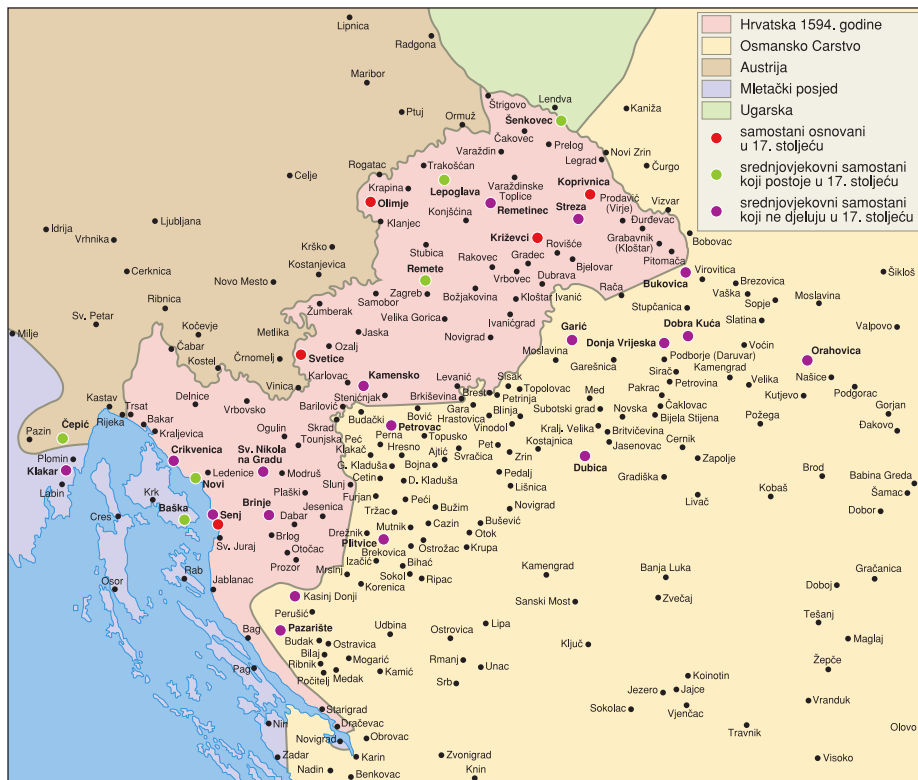 Hrvatska 1594. godine
Osmansko Carstvo
Austrija
Mletački posjed
Ugarska
samostani osnovani
u 17. stoljeću
srednjovjekovni samostani
koji postoje u 17. stoljeću
srednjovjekovni samostani
koji ne djeluju u 17. stoljeću
Lipnica
Radgona
Maribor
Ptuj
Ormuž
Štrigovo
Lendva
Šenkovec
Kaniža
Čakovec
Prelog
Novi Zrin
Legrad
Čurgo
Varaždin
Rogatac
Trakošćan
Celje
Krapina
Lepoglava
Varaždinske
Toplice
Koprivnica
Olimje
Remetinec
Streza
Prodavić
(Virje)
Vizvar
Klanjec
Konjščina
Đurđevac
Ljubljana
Idrija
Vrhnika
Križevci
Grabavnik
(Kloštar)
Bobovac
Krško
Stubica
Rovišće
Pitomača
Cerknica
Kostanjevica
Rakovec
Gradec
Bjelovar
Novo Mesto
Remete
Vrbovec
Dubrava
Bukovica
Virovitica
Brezovica
Šikloš
Ribnica
Samobor
Zagreb
Božjakovina
Kloštar Ivanić
Rača
Vaška
Sopje
Moslavina
Žumberak
Stupčanica
Sv. Petar
Velika Gorica
Ivanićgrad
Slatina
Milje
Kočevje
Metlika
Jaska
Novigrad
Garić
Dobra Kuća
Valpovo
Čabar
Ozalj
Donja Vrijeska
Voćin
Kostel
Črnomelj
Svetice
Moslavina
Garešnica
Podborje (Daruvar)
Orahovica
Sirač
Kamengrad
Našice
Karlovac
Kamensko
Levanić
Sisak
Med
Petrovina
Velika
Podgorac
Vinica
Topolovac
Pakrac
Kutjevo
Kastav
Delnice
Stenićnjak
Brkiševina
Brest
Petrinja
Čaklovac
Gorjan
Trsat
Vrbovsko
Barilović
Gara
Subotski grad
Novska
Bijela Stijena
Požega
Rijeka
Bakar
Skrad
Budački
Bović
Hrastovica
Blinja
Đakovo
Pazin
Čepić
Kraljevica
Ogulin
Petrovac
Vinodol
Kralj. Velika
Britvičevina
Tounjska
Peć
Perna
Topusko
Pet
Kostajnica
Jasenovac
Cernik
Plomin
Crikvenica
Sv. Nikola
na Gradu
Klakač
Hresno
Ajtić
Svračica
Zrin
Zapolje
Klakar
Ledenice
Modruš
G. Kladuša
Bojna
Dubica
Labin
Novi
Plaški
Slunj
Cetin
D. Kladuša
Pedalj
Gradiška
Brod
Babina Greda
Krk
Furjan
Lišnica
Livač
Kobaš
Šamac
Baška
Senj
Brinje
Jesenica
Peći
Novigrad
Dobor
Cres
Dabar
Tržac
Bužim
Sv. Juraj
Brlog
Drežnik
Mutnik
Cazin
Bušević
Otočac
Plitvice
Otok
Brekovica
Ostrožac
Krupa
Prozor
Izačić
Bihać
Osor
Rab
Jablanac
Mrsinj
Sokol
Ripac
Kamengrad
Banja Luka
Gračanica
Korenica
Doboj
Kasinj Donji
Sanski Most
Zvečaj
Perušić
Tešanj
Bag
Pazarište
Udbina
Ostrovica
Lipa
Budak
Ostravica
Ključ
Maglaj
Bilaj
Mogarić
Rmanj
Pag
Ribnik
Kamić
Unac
Žepče
Počitelj
Medak
Srb
Koinotin
Jezero
Jajce
Vranduk
Starigrad
Sokolac
Vjenčac
Nin
Dračevac
Travnik
Olovo
Novigrad
Obrovac
Zadar
Karin
Zvonigrad
Visoko
Nadin
Benkovac
Knin